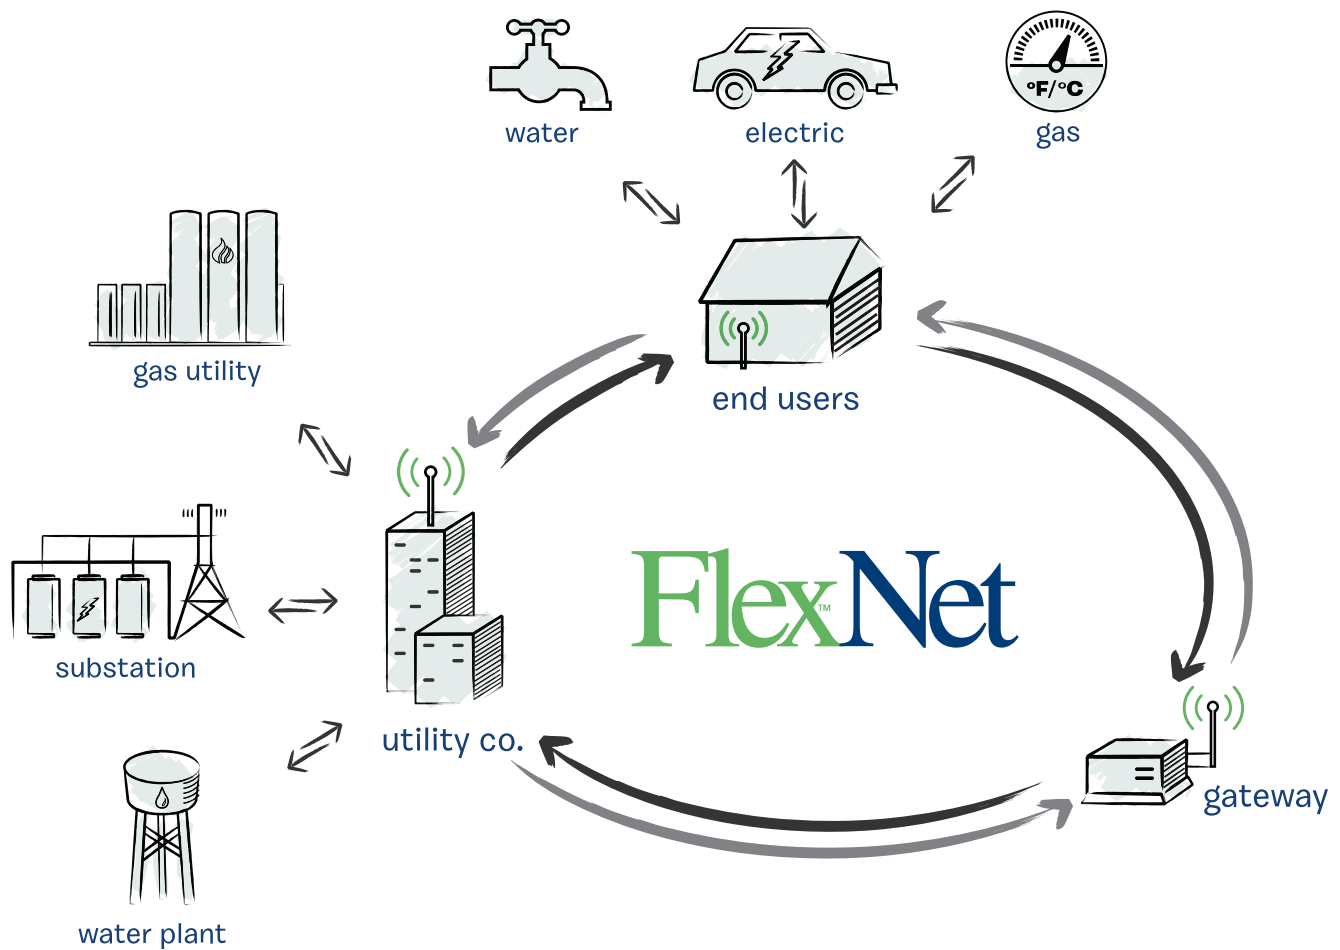 °F/°C
water
electric
gas
gas utility
end users
FlexNet™
substation
utility co.
gateway
water plant